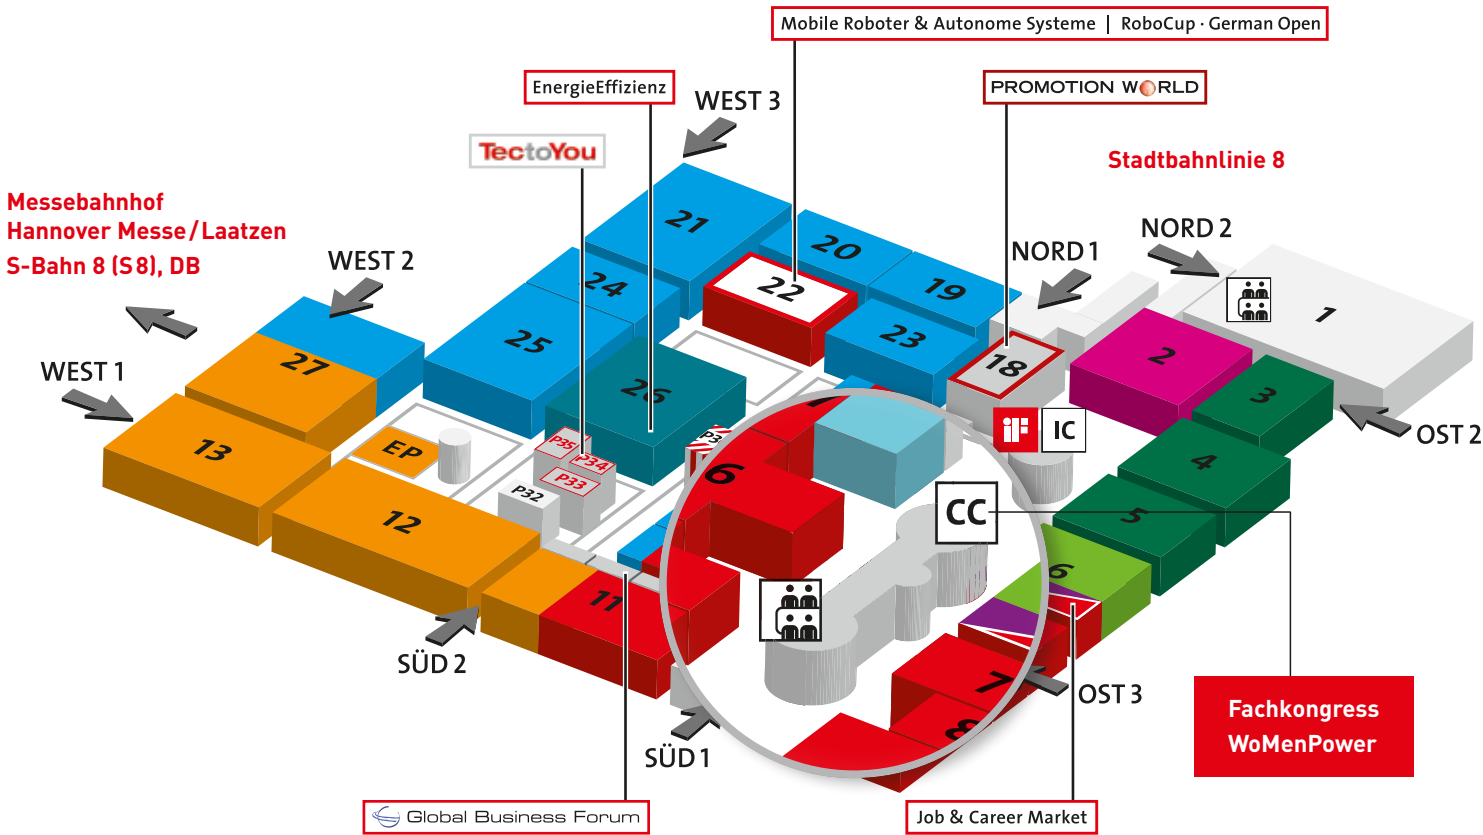 Mobile Roboter & Autonome Systeme | RoboCup · German Open
EnergieEffizienz
PROMOTION WORLD
WEST 3
TectoYou
Stadtbahnlinie 8
Messebahnhof
Hannover Messe/Laatzen
S-Bahn 8 (S8), DB
WEST 2
NORD 1
NORD 2
WEST 1
OST 2
21
20
19
22
24
23
25
1
2
18
3
27
26
13
EP
12
P35
P34
P33
P32
P3
iF
IC
4
5
6
6
CC
11
7
8
SÜD 2
OST 3
SÜD 1
Fachkongress
WoMenPower
Global Business Forum
Job & Career Market